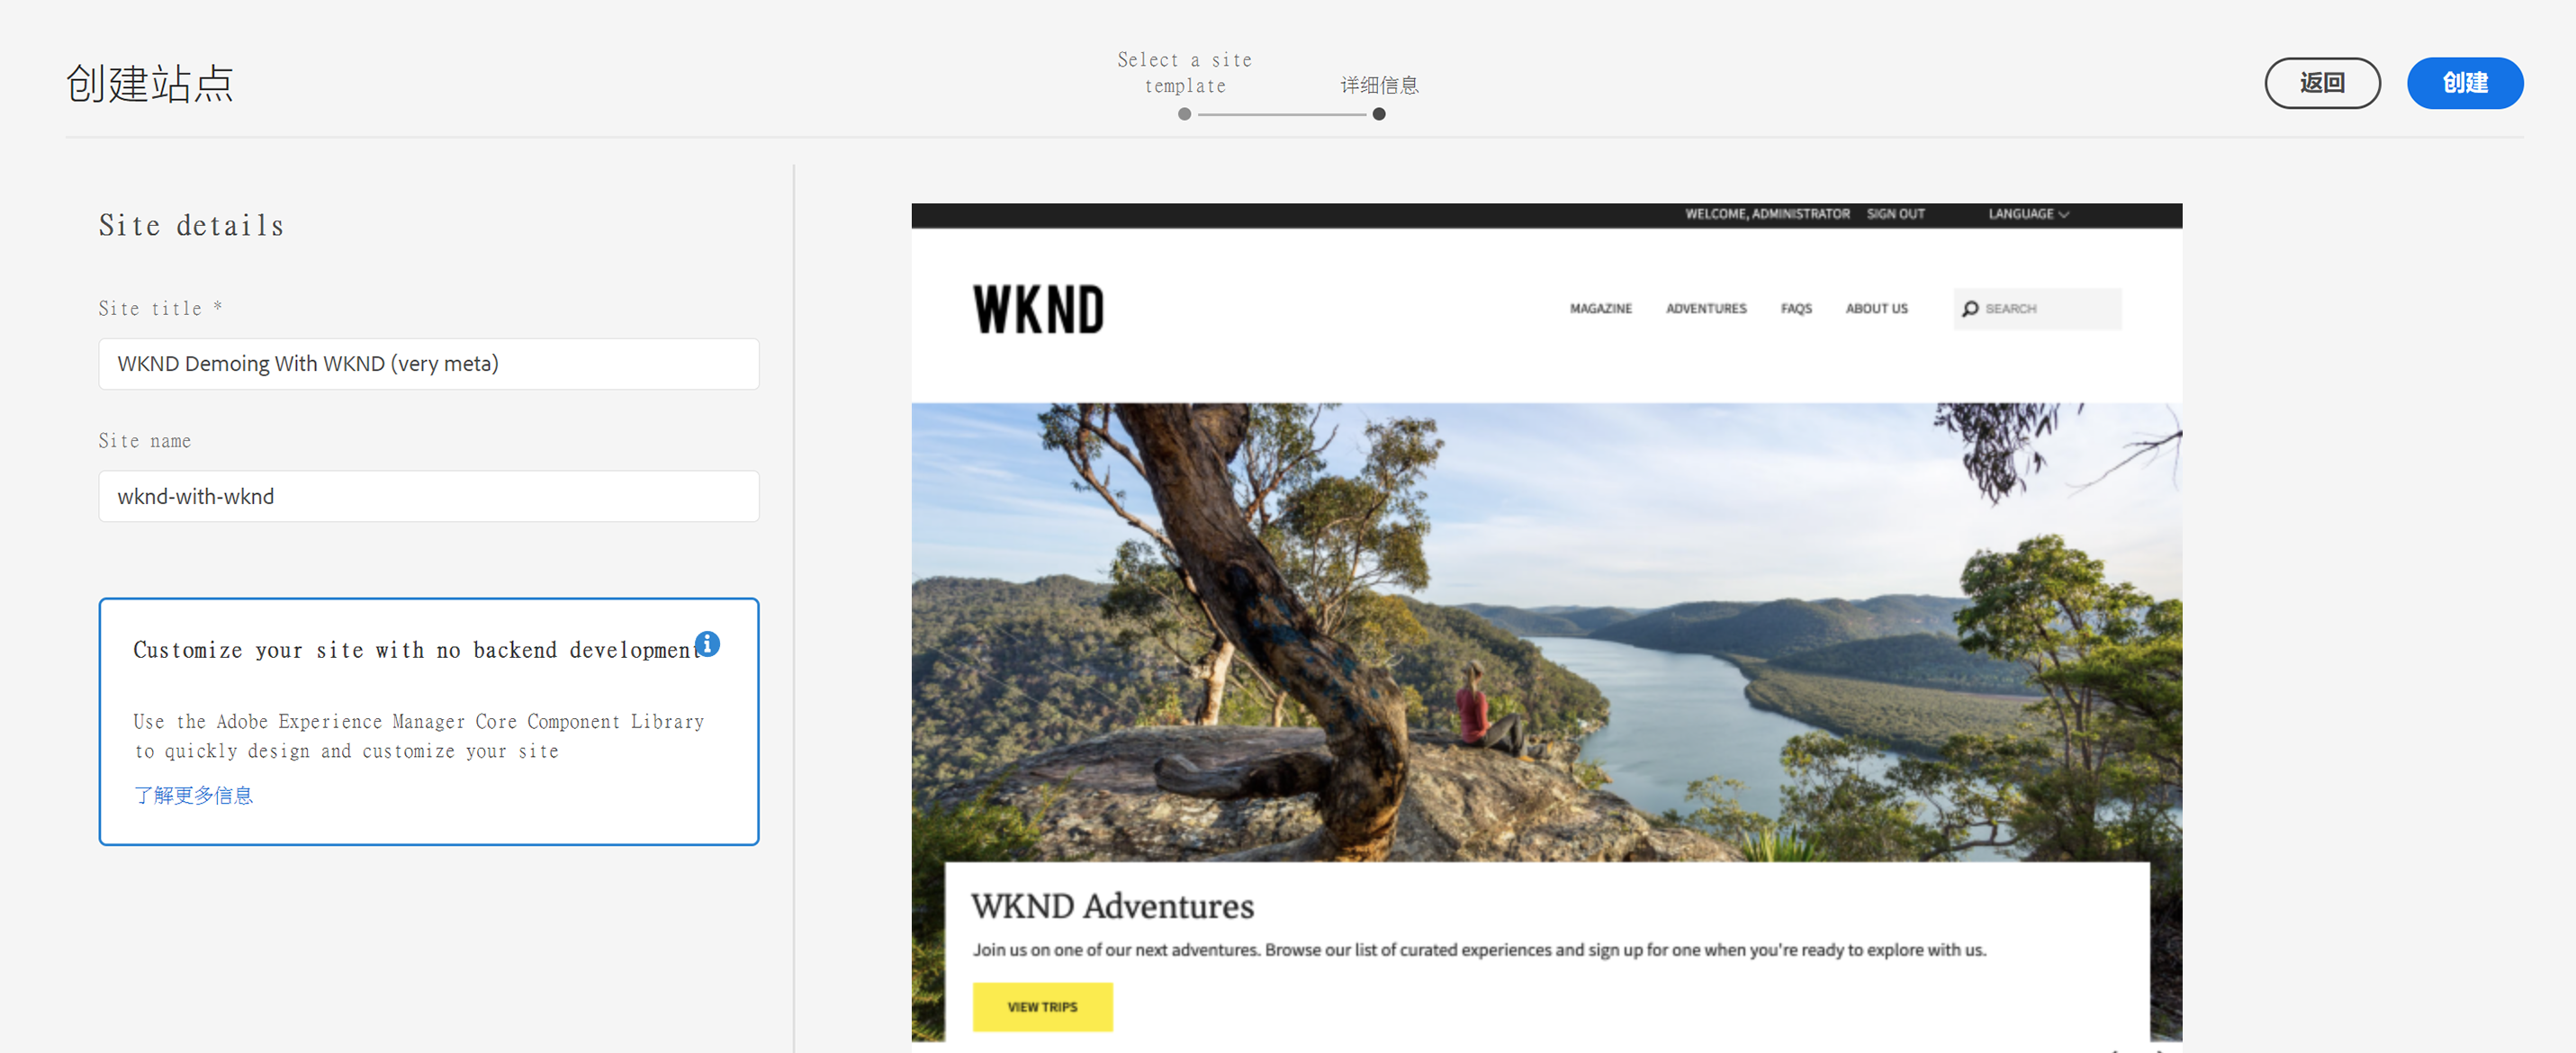 创建站点
Select a site
template
详细信息
返回
创建
Site details
Site title *
WKND Demoing With WKND (very meta)
Site name
wknd-with-wknd
Customize your site with no backend development
Use the Adobe Experience Manager Core Component Library
to quickly design and customize your site
了解更多信息
WELCOME, ADMINISTRATOR SIGN OUT LANGUAGE
WKND
MAGAZINE ADVENTURES FAQS ABOUT US SEARCH
WKND Adventures
Join us on one of our next adventures. Browse our list of curated experiences and sign up for one when you're ready to explore with us.
VIEW TRIPS